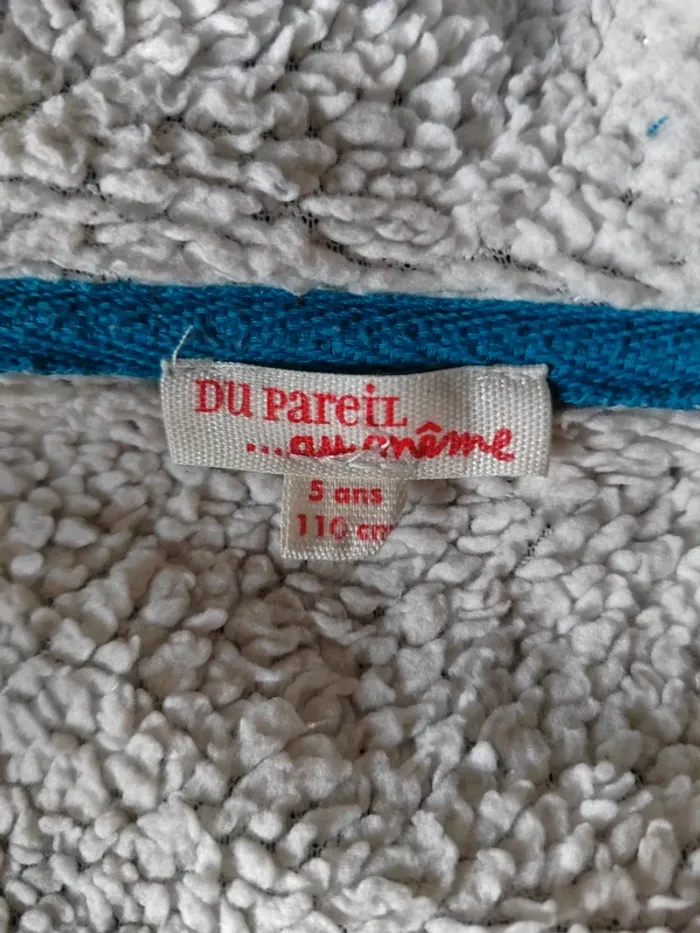 Du pareil
...au même
5 ans
110 cm